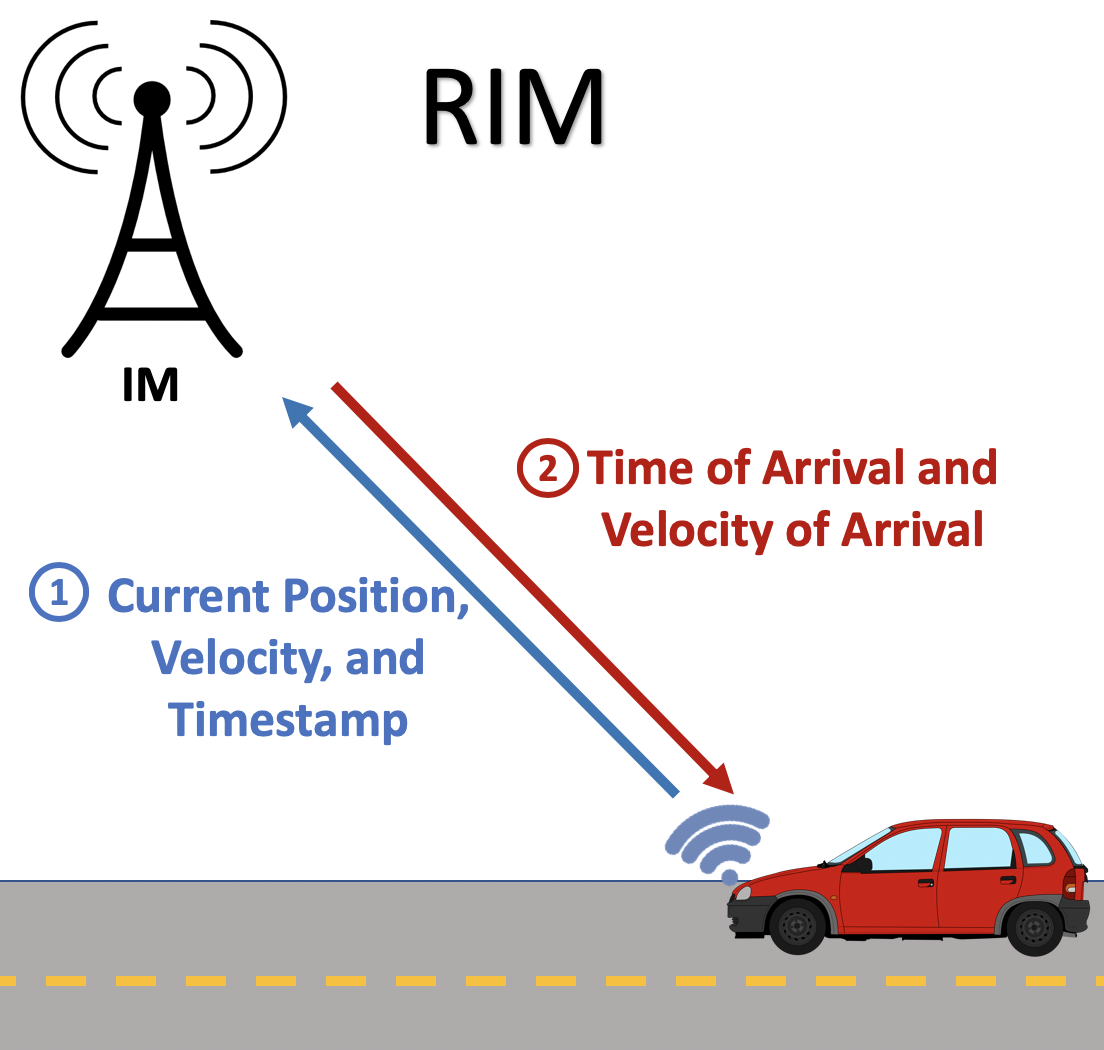 RIM
IM
2 Time of Arrival and
Velocity of Arrival
1 Current Position,
Velocity, and
Timestamp